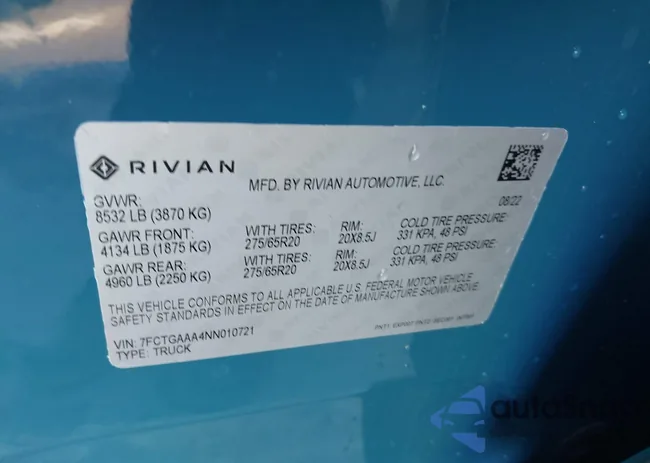 RIVIAN
MFD. BY RIVIAN AUTOMOTIVE, LLC.
GVWR:
8532 LB (3870 KG)
08/22
GAWR FRONT: WITH TIRES: RIM: COLD TIRE PRESSURE:
4134 LB (1875 KG) 275/65R20 20X8.5J 331 KPA, 48 PSI
GAWR REAR: WITH TIRES: RIM: COLD TIRE PRESSURE:
4960 LB (2250 KG) 275/65R20 20X8.5J 331 KPA, 48 PSI
THIS VEHICLE CONFORMS TO ALL APPLICABLE U.S. FEDERAL MOTOR VEHICLE
SAFETY STANDARDS IN EFFECT ON THE DATE OF MANUFACTURE SHOWN ABOVE.
VIN: 7FCTGAAA4NN010721
TYPE: TRUCK